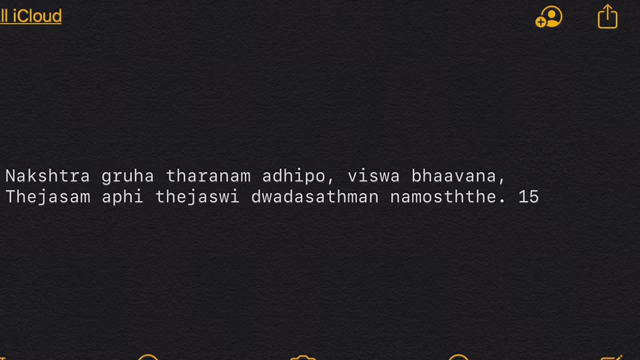 ll iCloud
Nakshtra gruha tharanam adhipo, viswa bhaavana,
Thejasam aphi thejaswi dwadasathman namosththe. 15